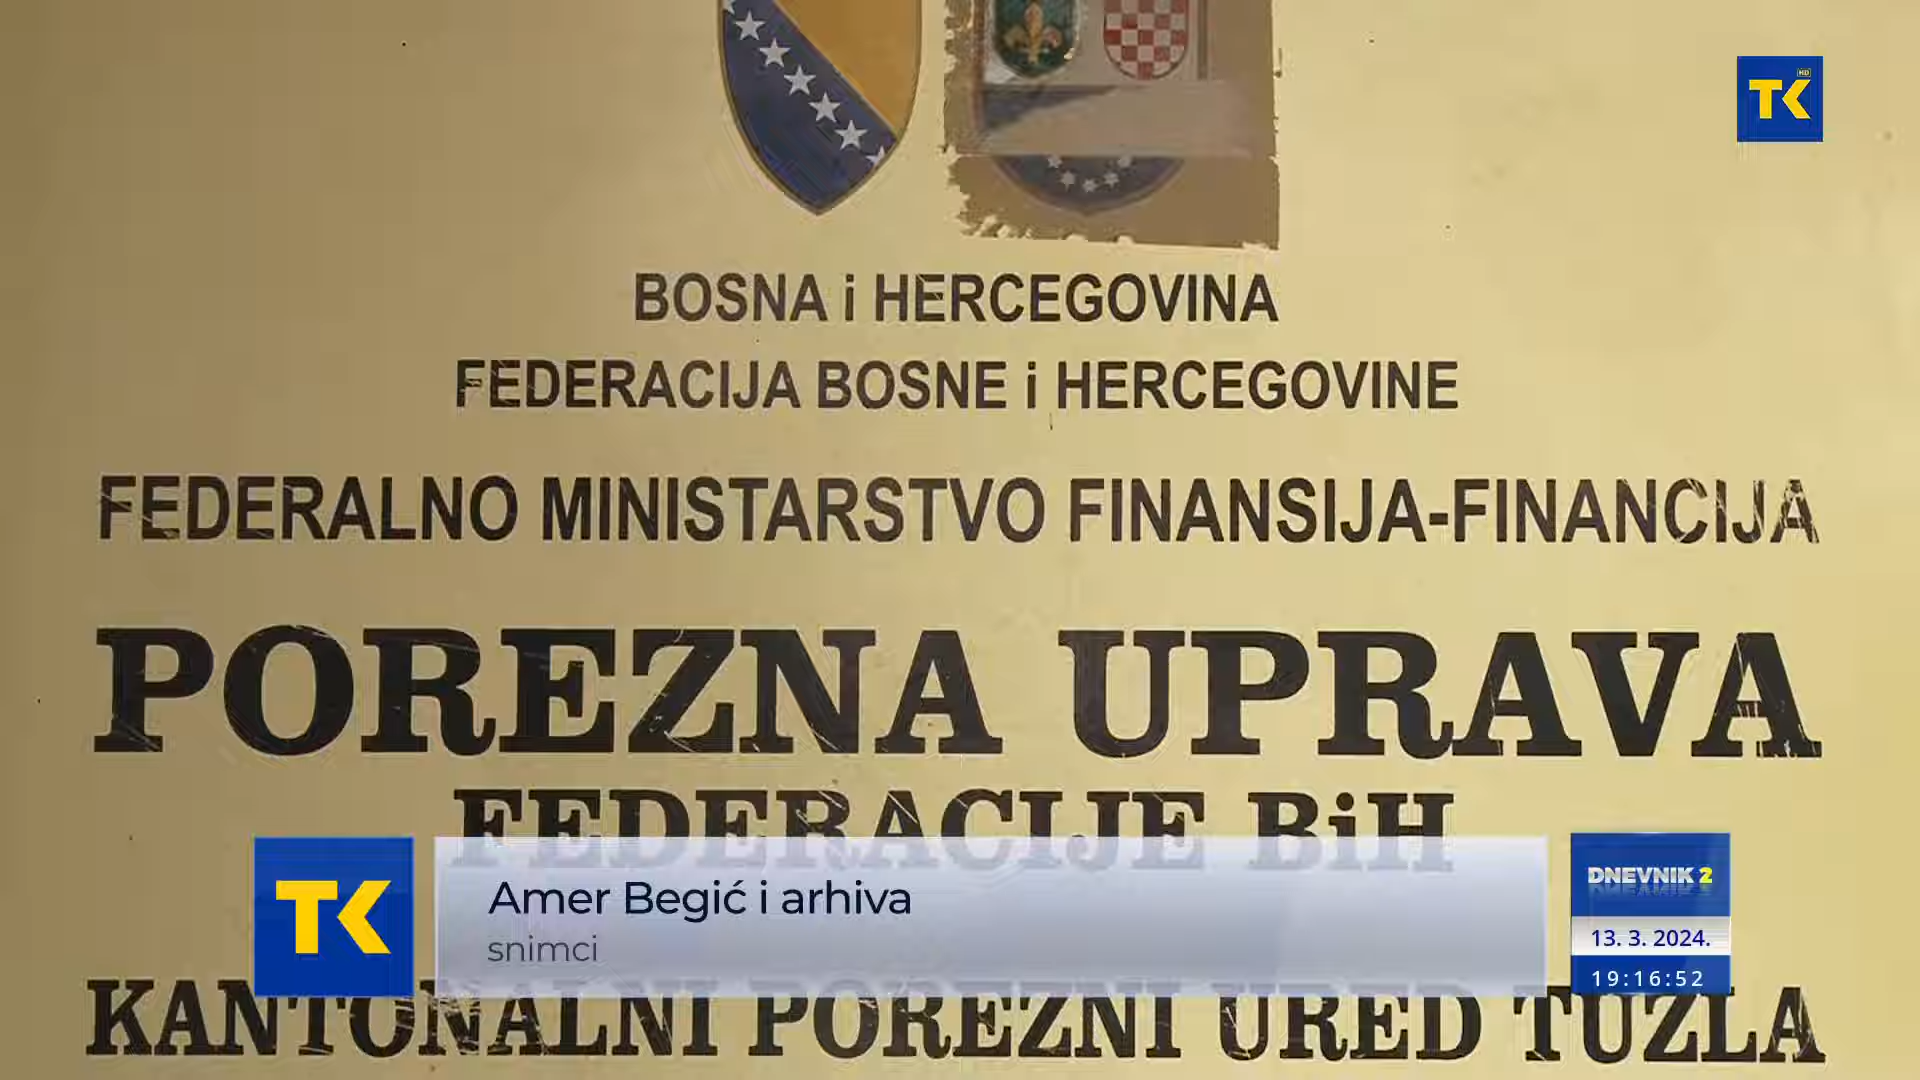 TK HD
BOSNA i HERCEGOVINA
FEDERACIJA BOSNE i HERCEGOVINE
FEDERALNO MINISTARSTVO FINANSIJA-FINANCIJA
POREZNA UPRAVA
FEDERACIJE BiH
TK
Amer Begić i arhiva
snimci
DNEVNIK 2
13. 3. 2024.
19:16:52
KANTONALNI POREZNI URED TUZLA